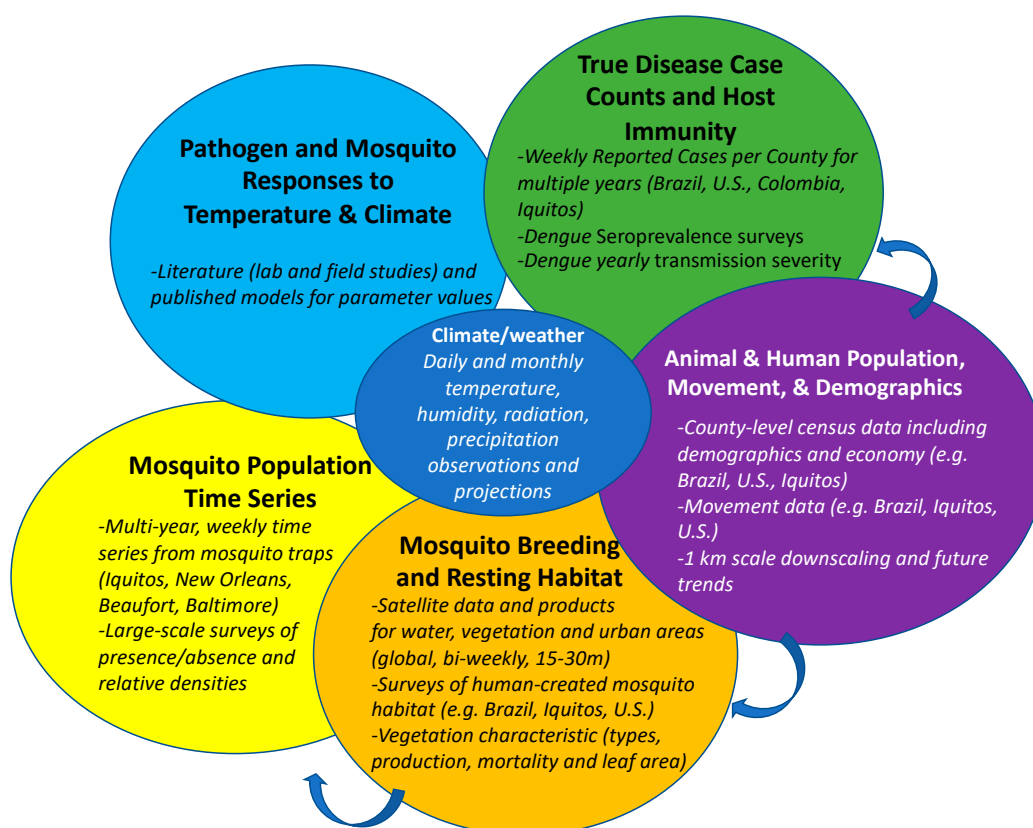 True Disease Case
Counts and Host
Immunity
-Weekly Reported Cases per County for
multiple years (Brazil, U.S., Colombia,
Iquitos)
-Dengue Seroprevalence surveys
-Dengue yearly transmission severity
Pathogen and Mosquito
Responses to
Temperature & Climate
-Literature (lab and field studies) and
published models for parameter values
Climate/weather
Daily and monthly
temperature,
humidity, radiation,
precipitation
observations and
projections
Animal & Human Population,
Movement, & Demographics
-County-level census data including
demographics and economy (e.g.
Brazil, U.S., Iquitos)
-Movement data (e.g. Brazil, Iquitos,
U.S.)
-1 km scale downscaling and future
trends
Mosquito Population
Time Series
-Multi-year, weekly time
series from mosquito traps
(Iquitos, New Orleans,
Beaufort, Baltimore)
-Large-scale surveys of
presence/absence and
relative densities
Mosquito Breeding
and Resting Habitat
-Satellite data and products
for water, vegetation and urban areas
(global, bi-weekly, 15-30m)
-Surveys of human-created mosquito
habitat (e.g. Brazil, Iquitos, U.S.)
-Vegetation characteristic (types,
production, mortality and leaf area)